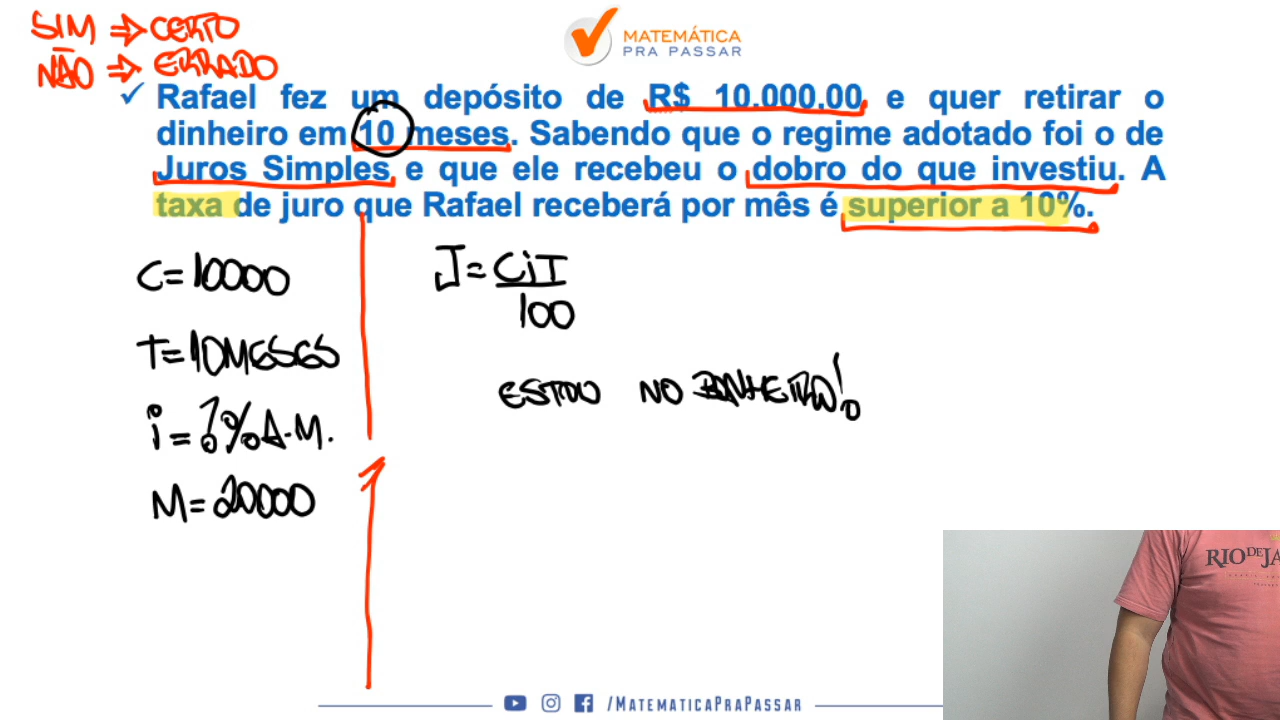 SIM ⇒ CERTO
NÃO ⇒ ERRADO
MATEMÁTICA
PRA PASSAR
✓ Rafael fez um depósito de R$ 10.000,00 e quer retirar o
dinheiro em 10 meses. Sabendo que o regime adotado foi o de
Juros Simples e que ele recebeu o dobro do que investiu. A
taxa de juro que Rafael receberá por mês é superior a 10%.
C = 10000
T = 10 MESES
i = ?% A.M.
M = 20000
J = CiT
100
ESTOU NO BANHEIRO!
RIO DE JA
/MATEMATICAPRAPASSAR